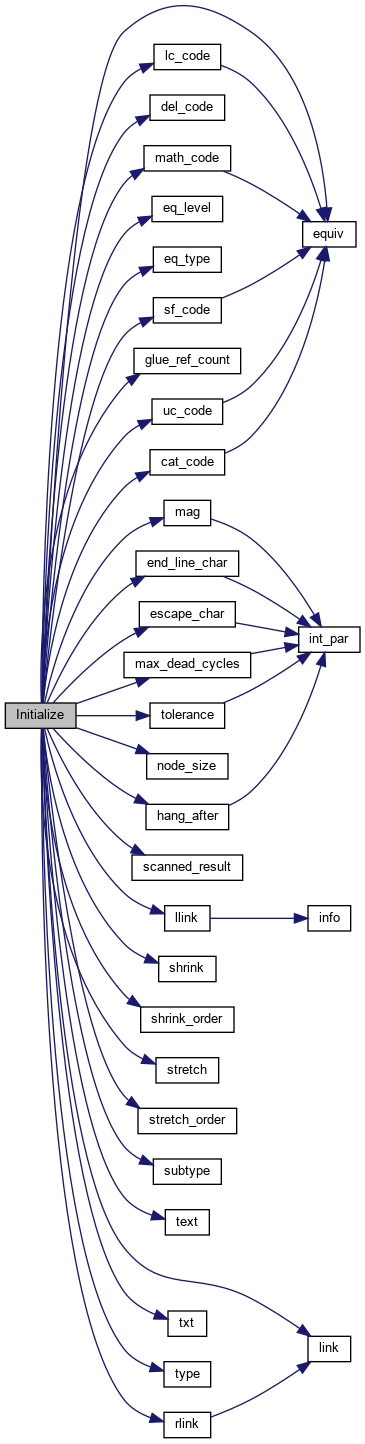 lc_code
del_code
math_code
eq_level
equiv
eq_type
sf_code
glue_ref_count
uc_code
cat_code
mag
end_line_char
escape_char
int_par
max_dead_cycles
Initialize
tolerance
node_size
hang_after
scanned_result
llink
info
shrink
shrink_order
stretch
stretch_order
subtype
text
txt
link
type
rlink